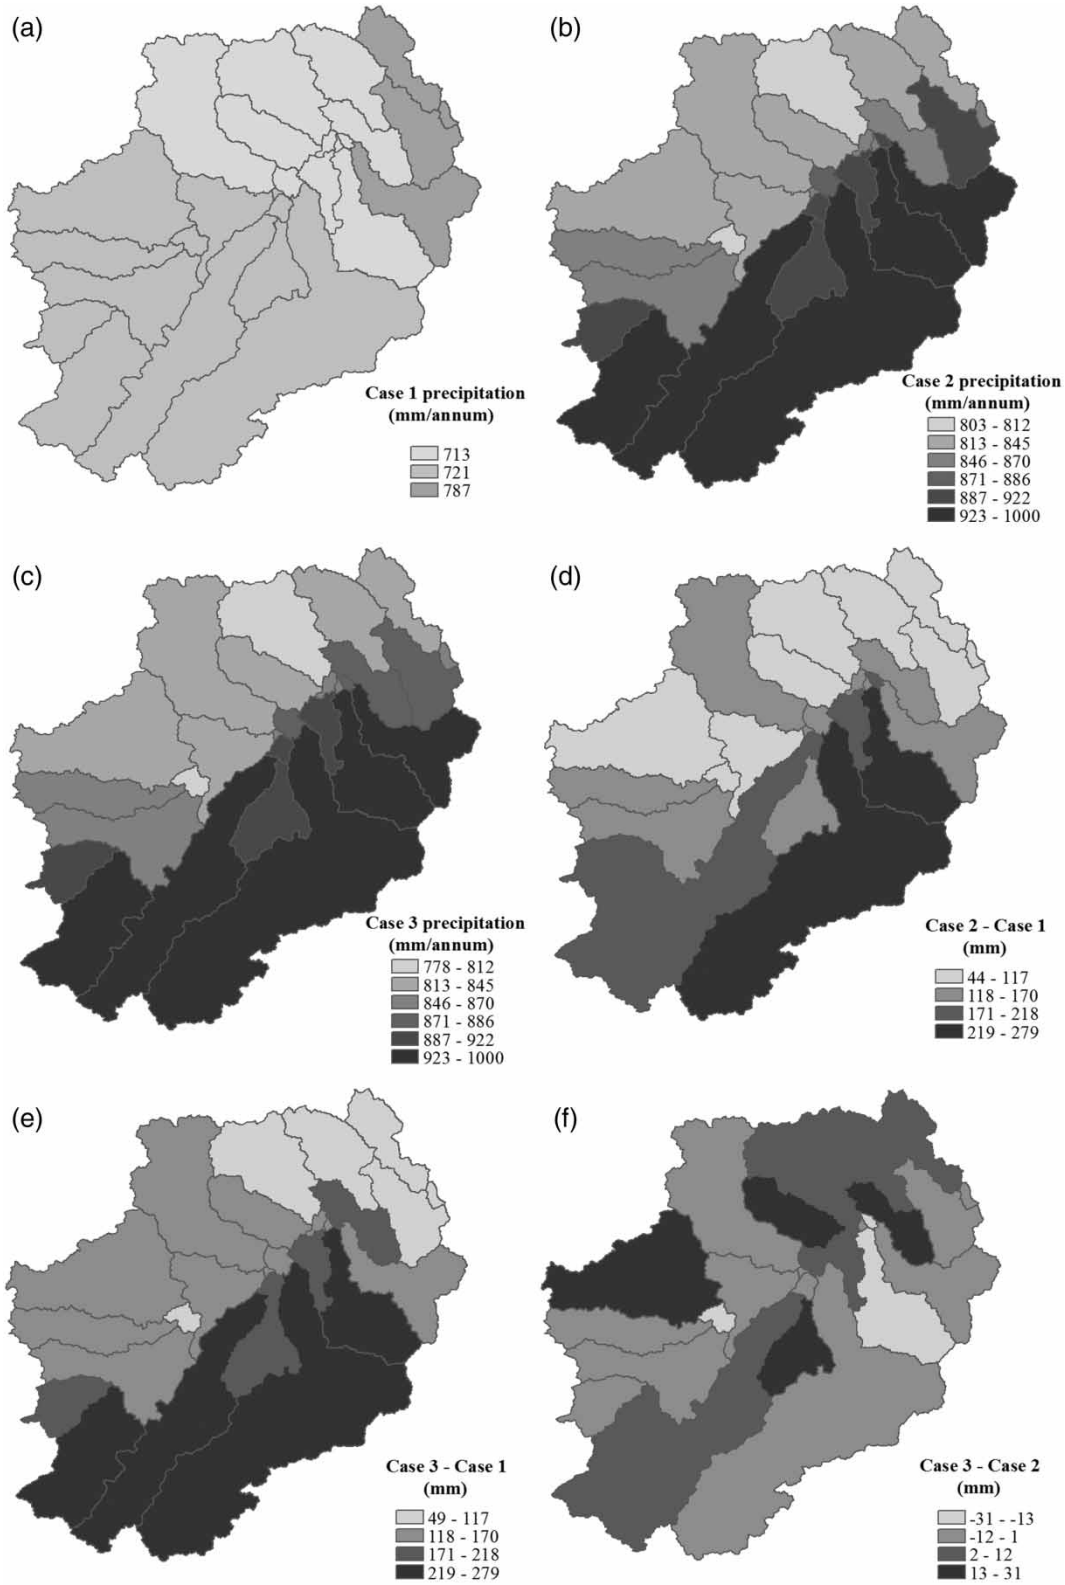 (a)
Case 1 precipitation
(mm/annum)
713
721
787
(b)
Case 2 precipitation
(mm/annum)
803 - 812
813 - 845
846 - 870
871 - 886
887 - 922
923 - 1000
(c)
Case 3 precipitation
(mm/annum)
778 - 812
813 - 845
846 - 870
871 - 886
887 - 922
923 - 1000
(d)
Case 2 - Case 1
(mm)
44 - 117
118 - 170
171 - 218
219 - 279
(e)
Case 3 - Case 1
(mm)
49 - 117
118 - 170
171 - 218
219 - 279
(f)
Case 3 - Case 2
(mm)
-31 - -13
-12 - 1
2 - 12
13 - 31